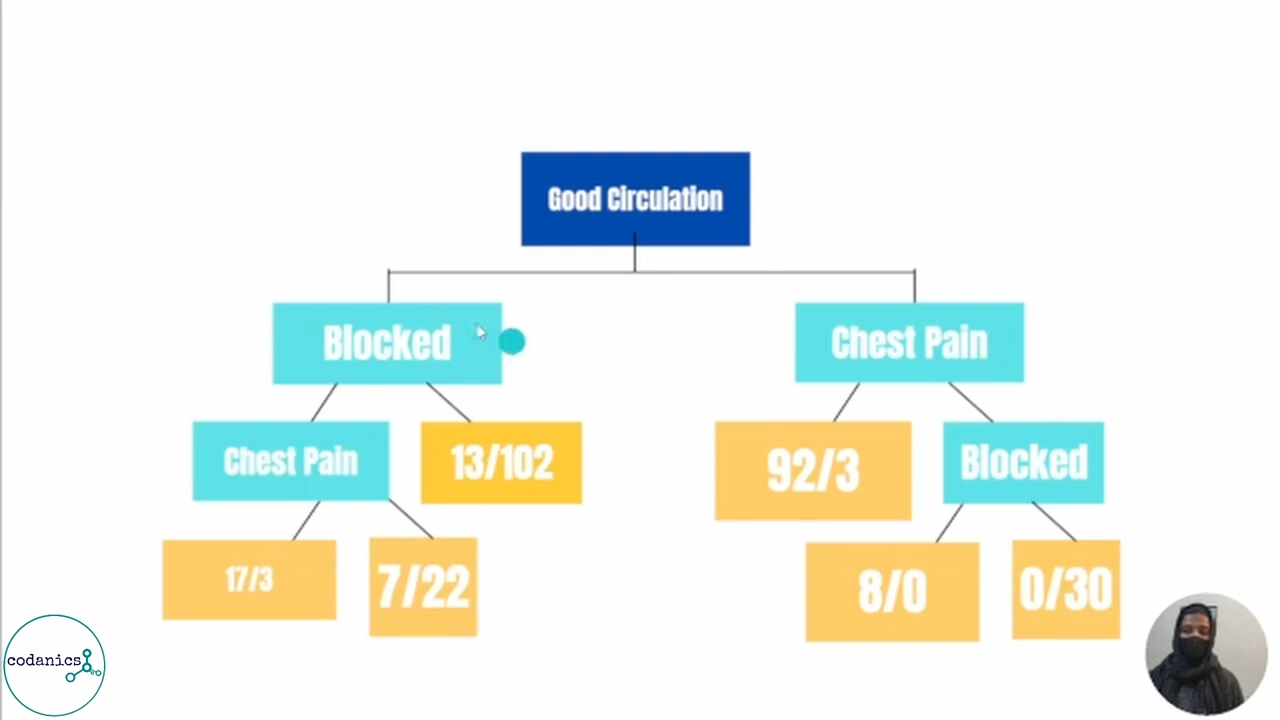 Good Circulation
Blocked
Chest Pain
Chest Pain
13/102
92/3
Blocked
17/3
7/22
8/0
0/30
codanics